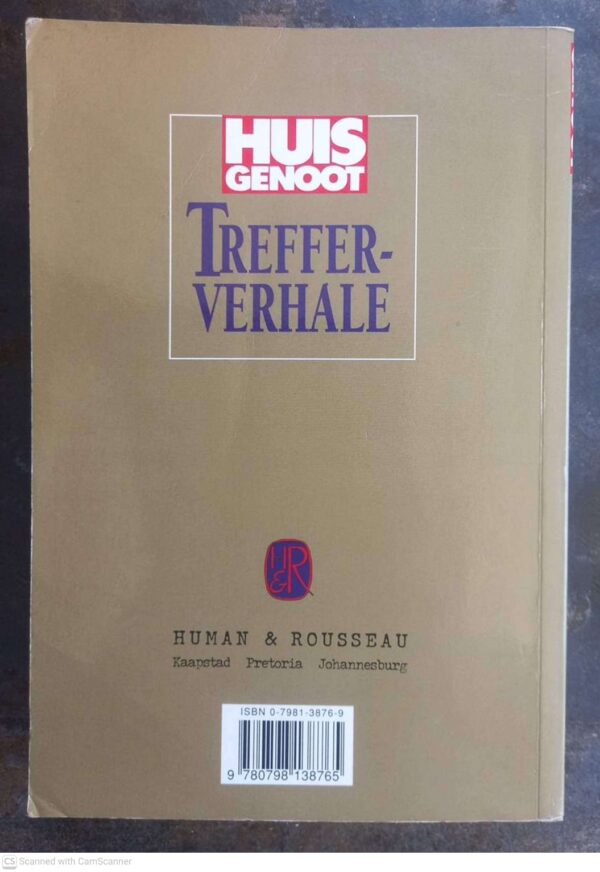 HUIS
GENOOT
TREFFER-
VERHALE
H
&R
HUMAN & ROUSSEAU
Kaapstad Pretoria Johannesburg
ISBN 0-7981-3876-9
9 780798 138765
CS Scanned with CamScanner